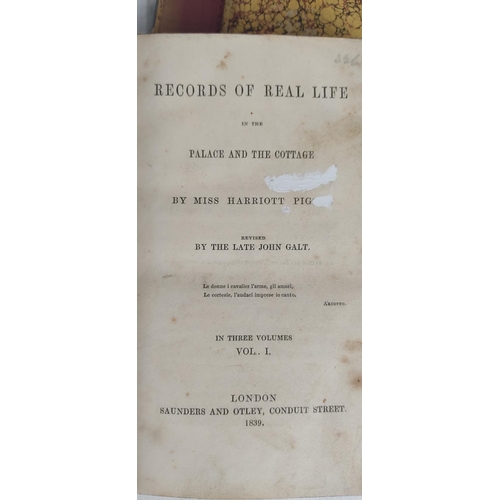 RECORDS OF REAL LIFE
IN THE
PALACE AND THE COTTAGE
BY MISS HARRIOTT PIG
REVISED
BY THE LATE JOHN GALT.
Le donne i cavalier l'arme, gli amori,
Le cortesie, l'audaci imprese io canto,
ARIOSTO.
IN THREE VOLUMES
VOL. I.
LONDON
SAUNDERS AND OTLEY, CONDUIT STREET.
1839.